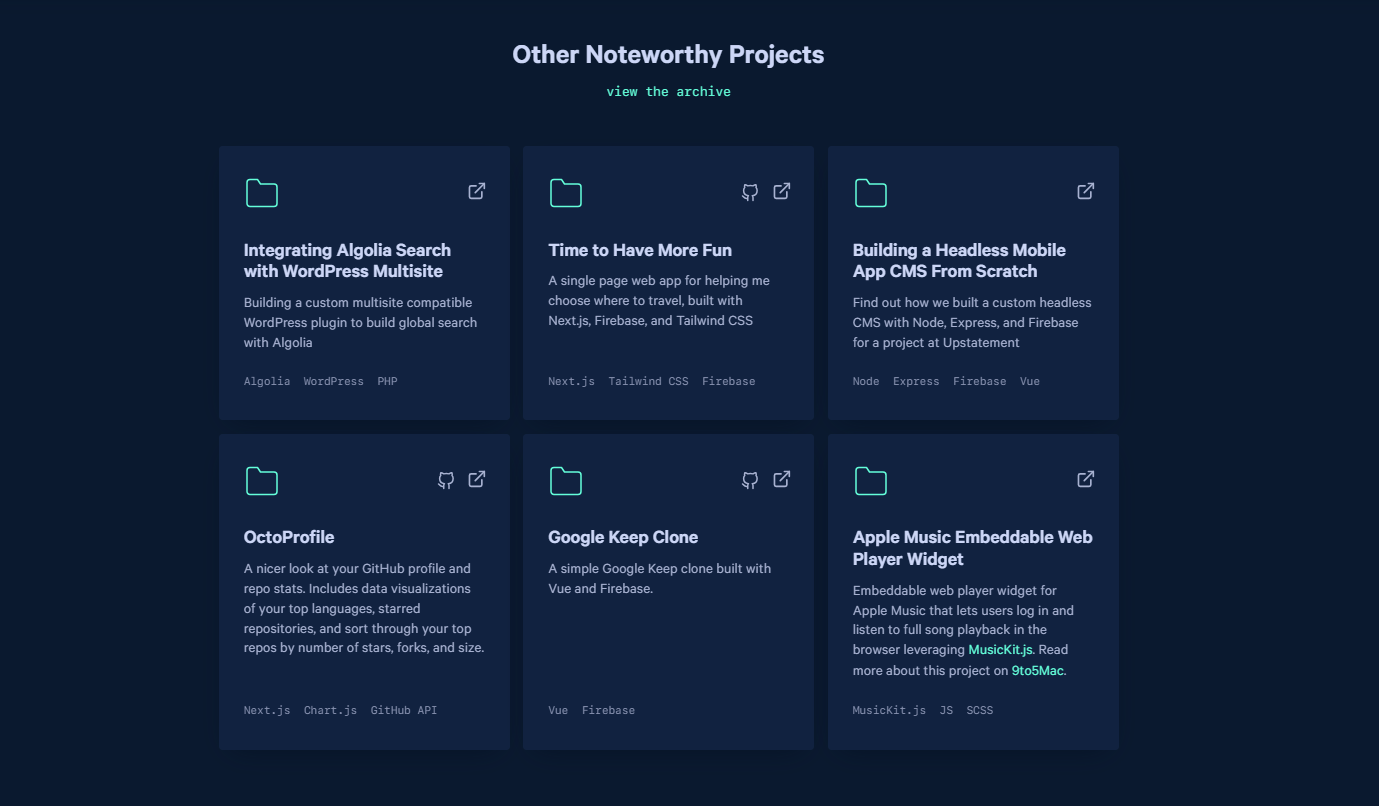 Other Noteworthy Projects
view the archive
Integrating Algolia Search
with WordPress Multisite
Building a custom multisite compatible
WordPress plugin to build global search
with Algolia
Algolia WordPress PHP
Time to Have More Fun
A single page web app for helping me
choose where to travel, built with
Next.js, Firebase, and Tailwind CSS
Next.js Tailwind CSS Firebase
Building a Headless Mobile
App CMS From Scratch
Find out how we built a custom headless
CMS with Node, Express, and Firebase
for a project at Upstatement
Node Express Firebase Vue
OctoProfile
A nicer look at your GitHub profile and
repo stats. Includes data visualizations
of your top languages, starred
repositories, and sort through your top
repos by number of stars, forks, and size.
Next.js Chart.js GitHub API
Google Keep Clone
A simple Google Keep clone built with
Vue and Firebase.
Vue Firebase
Apple Music Embeddable Web
Player Widget
Embeddable web player widget for
Apple Music that lets users log in and
listen to full song playback in the
browser leveraging MusicKit.js. Read
more about this project on 9to5Mac.
MusicKit.js JS SCSS